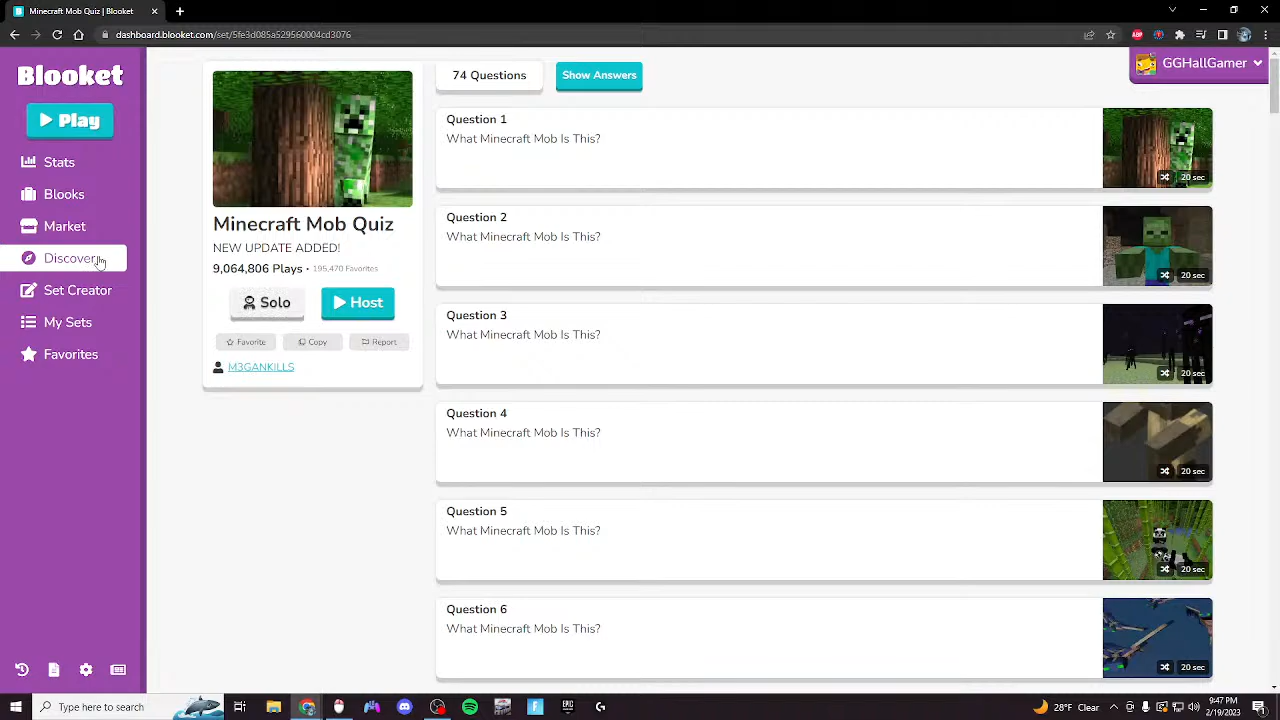 Minecraft Mob Quiz | Blooket
dashboard.blooket.com/set/5fe3d085a529560004cd3076
ABP
Blooket
Play
Stats
Blooks
Market
Discover
Set Creator
My Sets
Favorites
Minecraft Mob Quiz
NEW UPDATE ADDED!
9,064,806 Plays • 195,470 Favorites
Solo
Host
Favorite
Copy
Report
M3GANKILLS
74 Questions
Show Answers
GGHallGamer
Question 1
What Minecraft Mob Is This?
20 sec
Question 2
What Minecraft Mob Is This?
20 sec
Question 3
What Minecraft Mob Is This?
20 sec
Question 4
What Minecraft Mob Is This?
20 sec
Question 5
What Minecraft Mob Is This?
20 sec
Question 6
What Minecraft Mob Is This?
20 sec
Type here to search
EPIC
28°F Clear
9:47 PM
2/19/2023